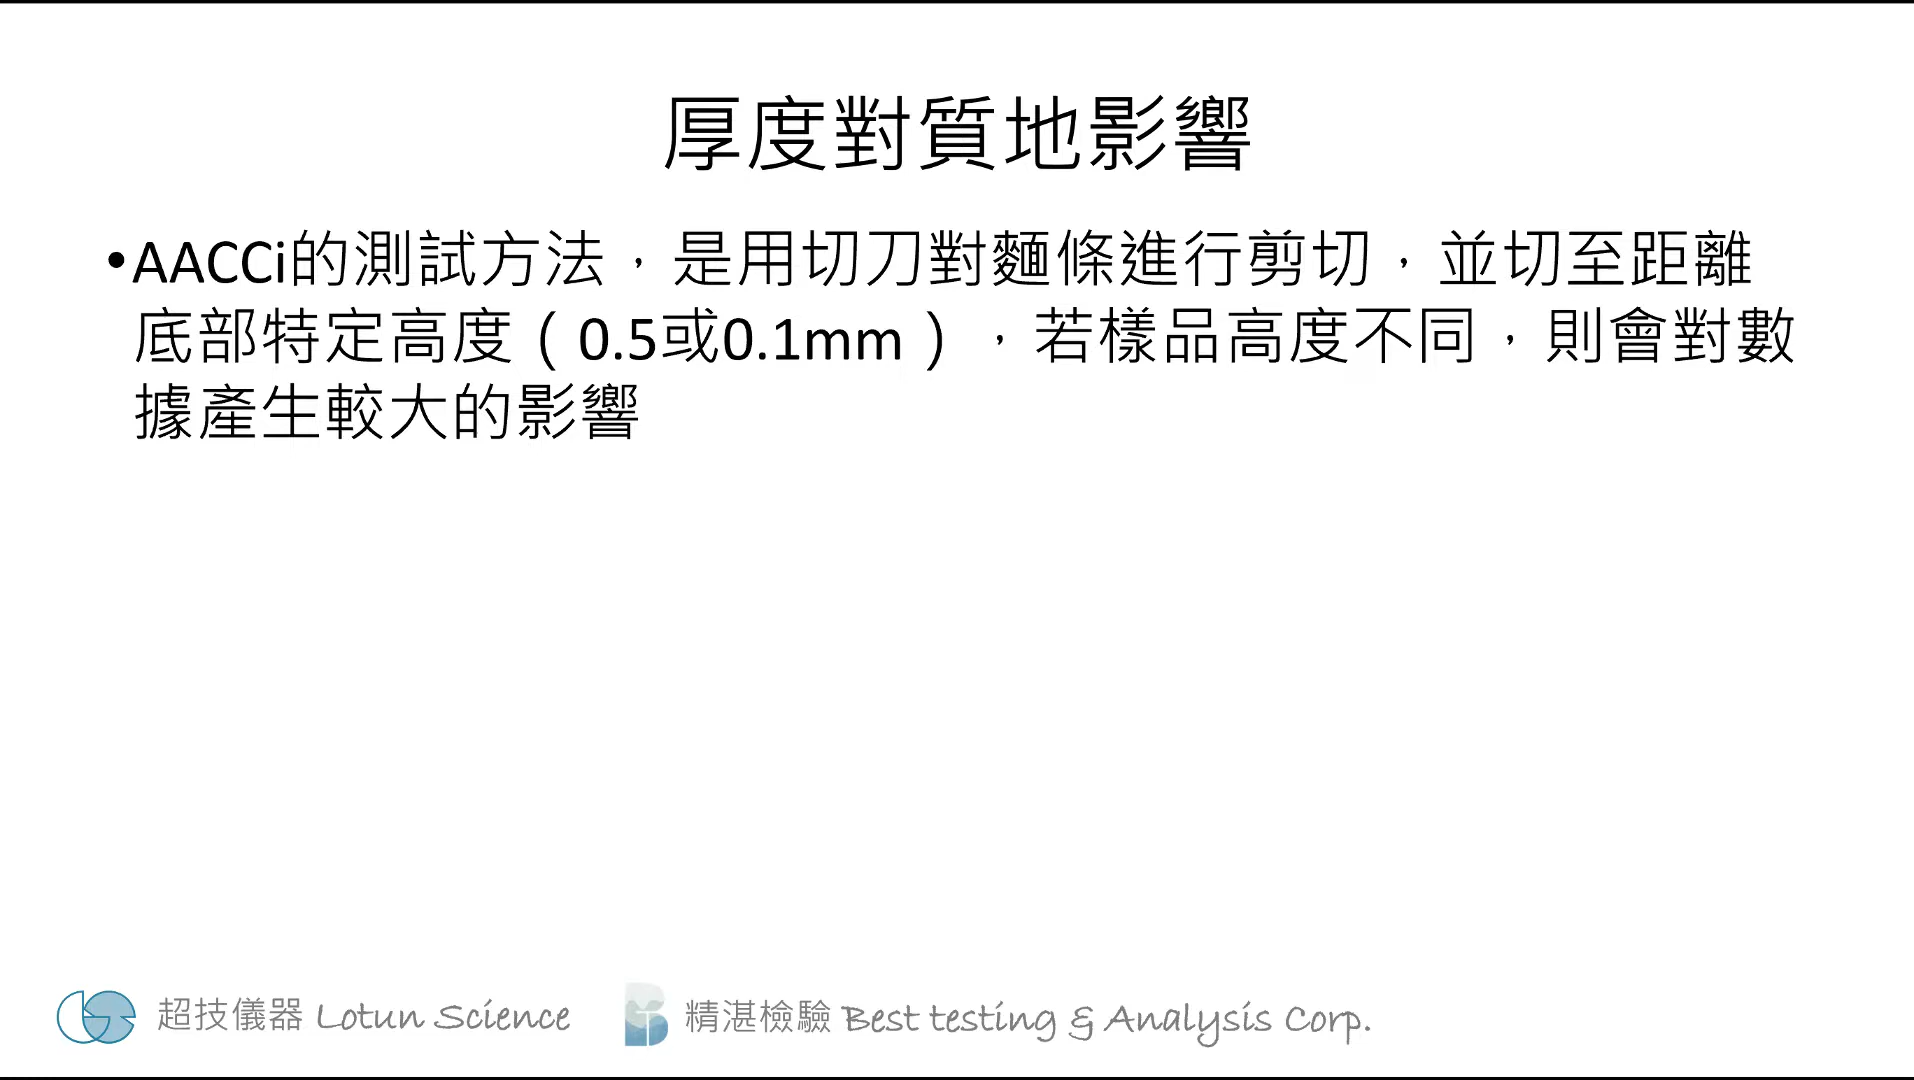 厚度對質地影響
•AACCi的測試方法，是用切刀對麵條進行剪切，並切至距離
底部特定高度（0.5或0.1mm），若樣品高度不同，則會對數
據產生較大的影響
超技儀器 Lotun Science
精湛檢驗 Best testing & Analysis Corp.